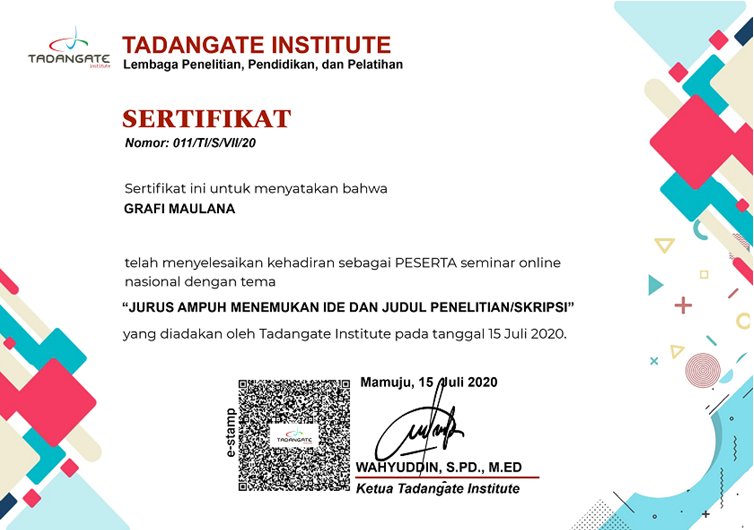 TADANGATE
Institute
TADANGATE INSTITUTE
Lembaga Penelitian, Pendidikan, dan Pelatihan
SERTIFIKAT
Nomor: 011/TI/S/VII/20
Sertifikat ini untuk menyatakan bahwa
GRAFI MAULANA
telah menyelesaikan kehadiran sebagai PESERTA seminar online
nasional dengan tema
“JURUS AMPUH MENEMUKAN IDE DAN JUDUL PENELITIAN/SKRIPSI”
yang diadakan oleh Tadangate Institute pada tanggal 15 Juli 2020.
Mamuju, 15 Juli 2020
e-stamp
TADANGATE
WAHYUDDIN, S.PD., M.ED
Ketua Tadangate Institute